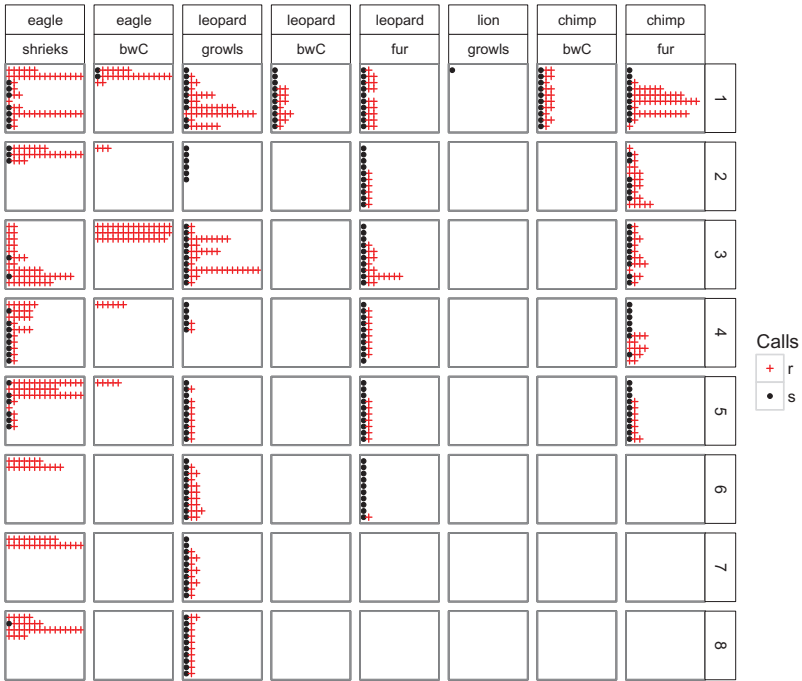 eagle eagle leopard leopard leopard lion chimp chimp
shrieks bwC growls bwC fur growls bwC fur
1
2
3
4
Calls
r
s
5
6
7
8